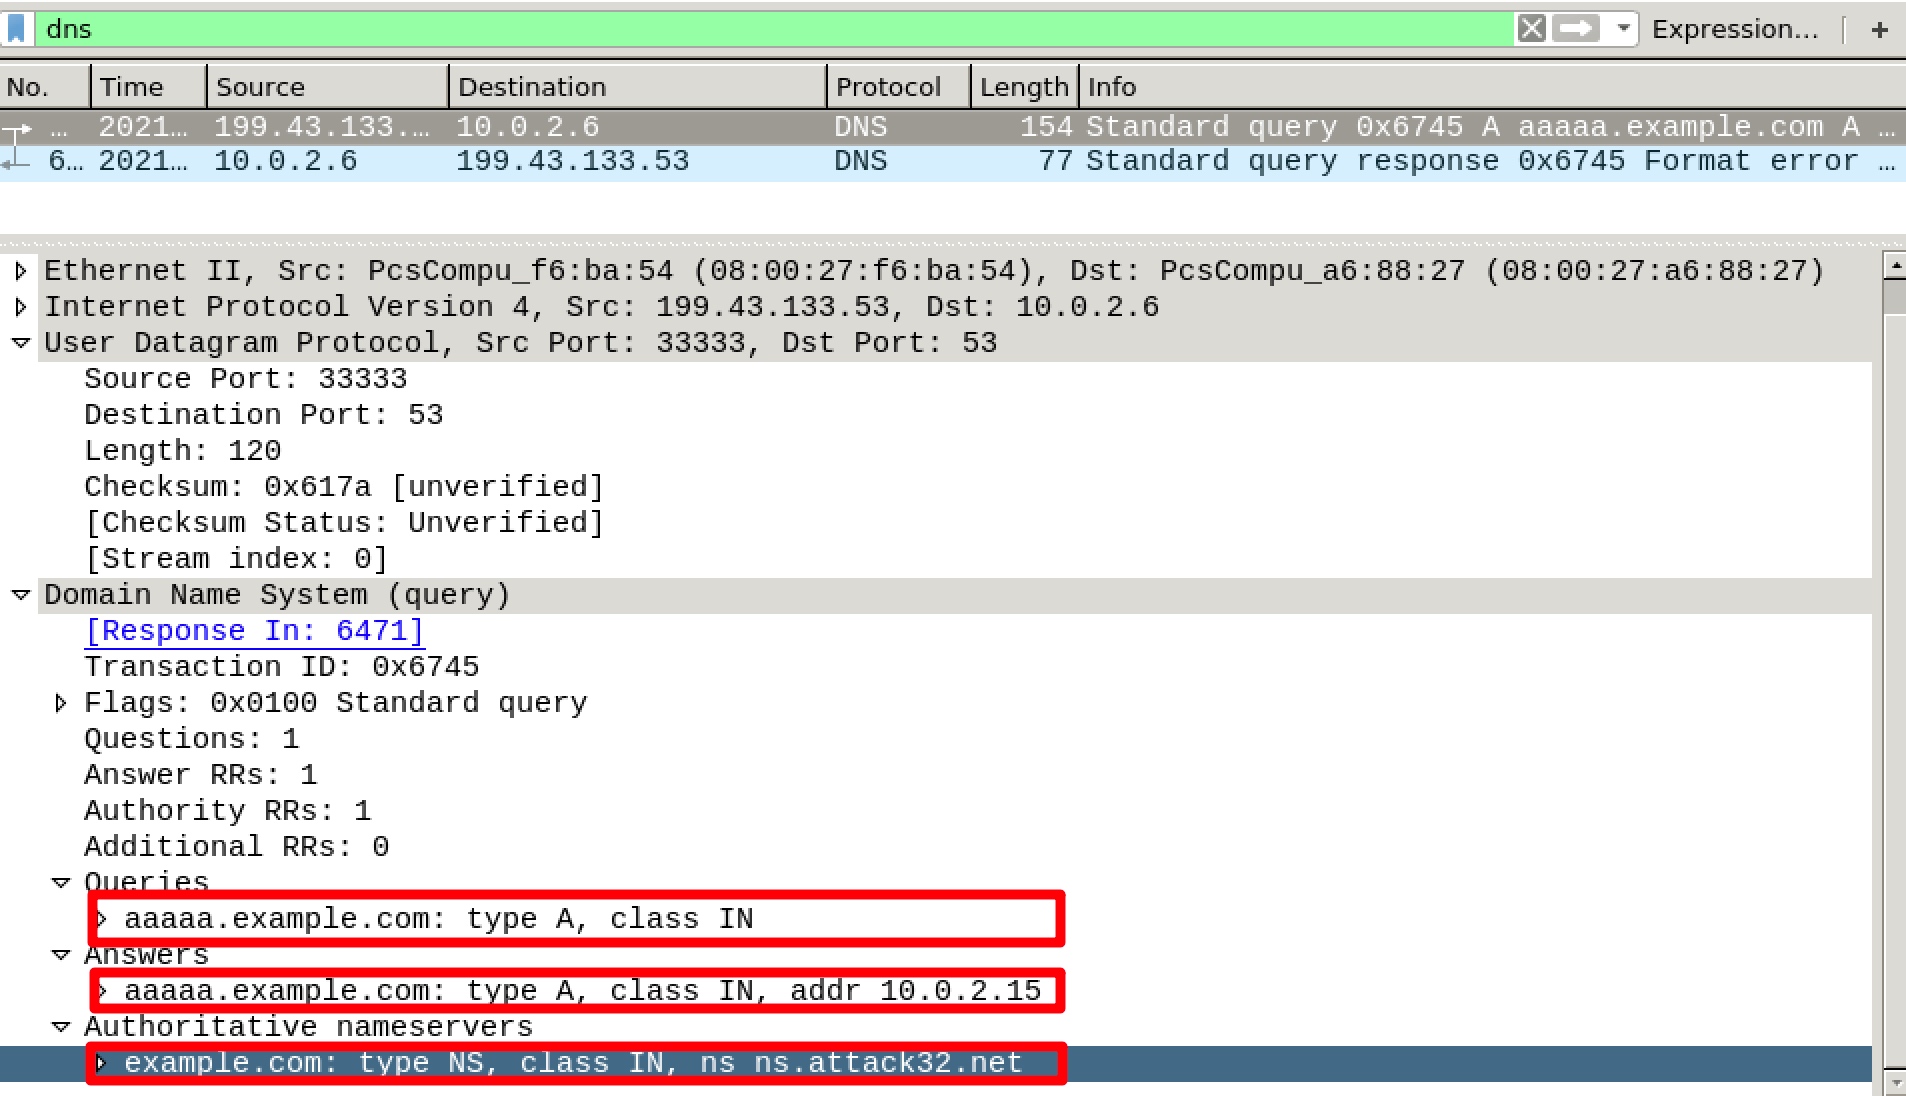 dns Expression... +
No. Time Source Destination Protocol Length Info
... 2021... 199.43.133.... 10.0.2.6 DNS 154 Standard query 0x6745 A aaaaa.example.com A ...
6... 2021... 10.0.2.6 199.43.133.53 DNS 77 Standard query response 0x6745 Format error ...
Ethernet II, Src: PcsCompu_f6:ba:54 (08:00:27:f6:ba:54), Dst: PcsCompu_a6:88:27 (08:00:27:a6:88:27)
Internet Protocol Version 4, Src: 199.43.133.53, Dst: 10.0.2.6
User Datagram Protocol, Src Port: 33333, Dst Port: 53
Source Port: 33333
Destination Port: 53
Length: 120
Checksum: 0x617a [unverified]
[Checksum Status: Unverified]
[Stream index: 0]
Domain Name System (query)
[Response In: 6471]
Transaction ID: 0x6745
Flags: 0x0100 Standard query
Questions: 1
Answer RRs: 1
Authority RRs: 1
Additional RRs: 0
Queries
aaaaa.example.com: type A, class IN
Answers
aaaaa.example.com: type A, class IN, addr 10.0.2.15
Authoritative nameservers
example.com: type NS, class IN, ns ns.attack32.net